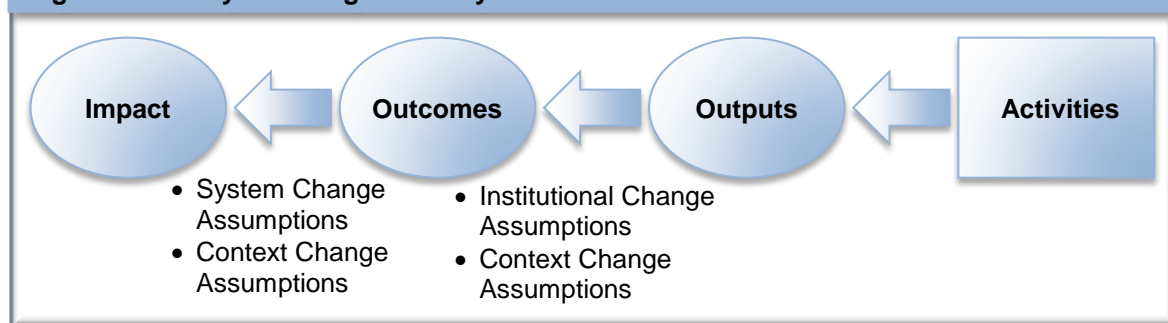 Impact
Outcomes
Outputs
Activities
• System Change
Assumptions
• Context Change
Assumptions
• Institutional Change
Assumptions
• Context Change
Assumptions